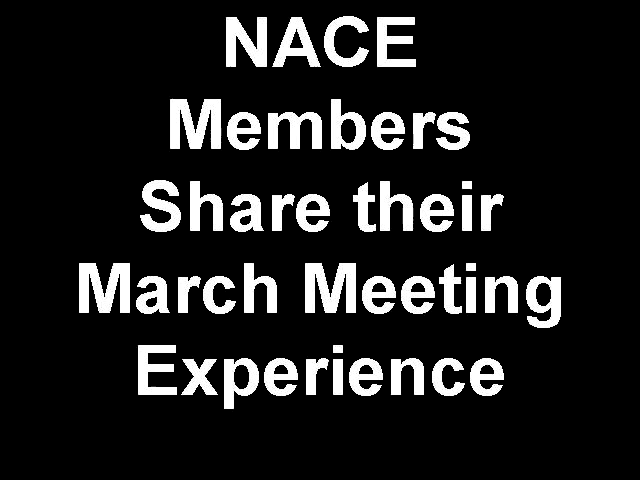 NACE
Members
Share their
March Meeting
Experience